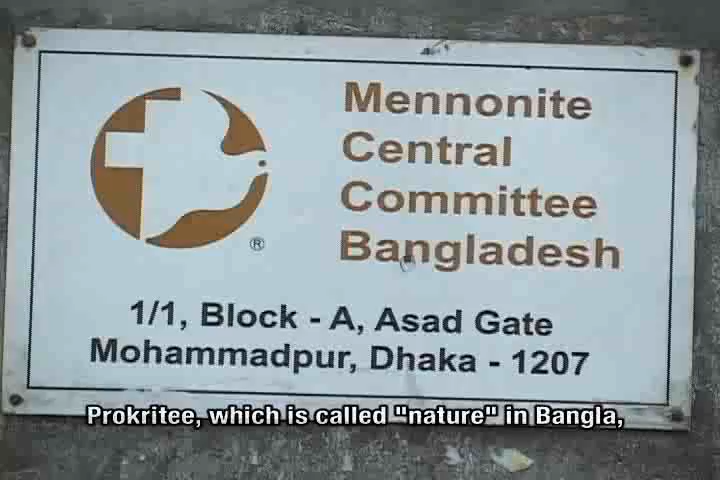 Mennonite
Central
Committee
Bangladesh
®
1/1, Block - A, Asad Gate
Mohammadpur, Dhaka - 1207
Prokritee, which is called "nature" in Bangla,